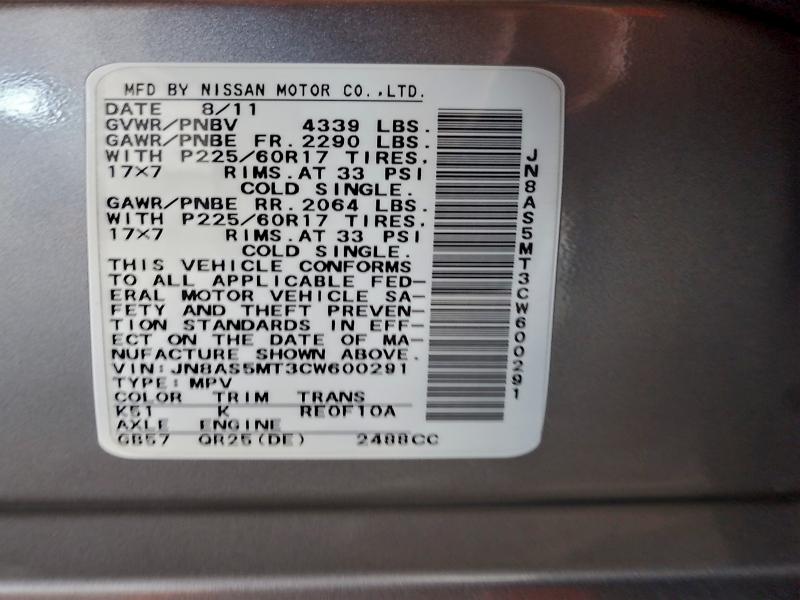 MFD BY NISSAN MOTOR CO.,LTD.
DATE 8/11
GVWR/PNBV 4339 LBS.
GAWR/PNBE FR. 2290 LBS.
WITH P225/60R17 TIRES.
17×7 RIMS. AT 33 PSI
COLD SINGLE.
GAWR/PNBE RR. 2064 LBS.
WITH P225/60R17 TIRES.
17×7 RIMS. AT 33 PSI
COLD SINGLE.
THIS VEHICLE CONFORMS
TO ALL APPLICABLE FED-
ERAL MOTOR VEHICLE SA-
FETY AND THEFT PREVEN-
TION STANDARDS IN EFF-
ECT ON THE DATE OF MA-
NUFACTURE SHOWN ABOVE.
VIN:JN8AS5MT3CW600291
TYPE:MPV
COLOR TRIM TRANS
K51 K RE0F10A
AXLE ENGINE
GB57 QR25(DE) 2488CC
JN8AS5MT3CW600291